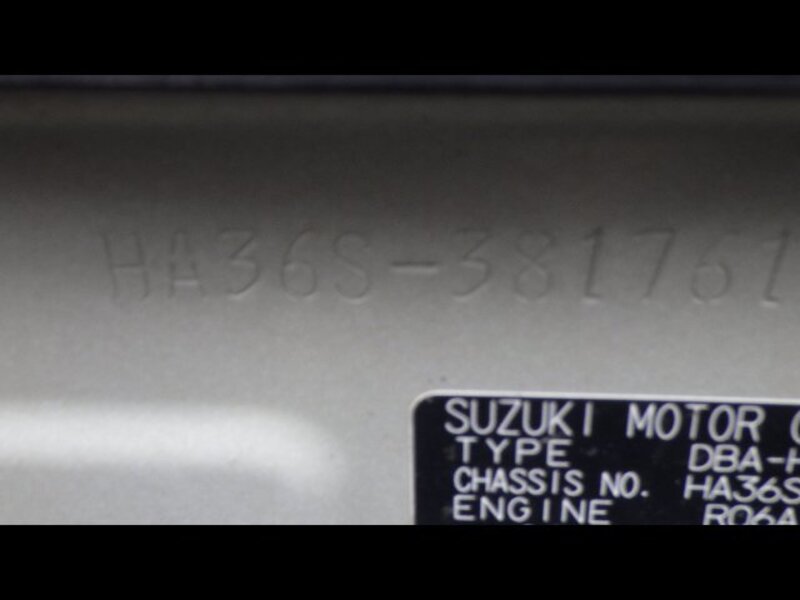 HA36S-381761
SUZUKI MOTOR C
TYPE DBA-H
CHASSIS NO. HA36S
ENGINE R06A